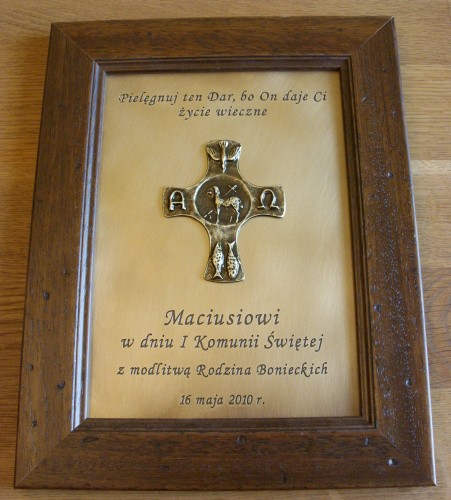 Pielęgnuj ten Dar, bo On daje Ci
życie wieczne
A Ω
Maciusiowi
w dniu I Komunii Świętej
z modlitwą Rodzina Bonieckich
16 maja 2010 r.